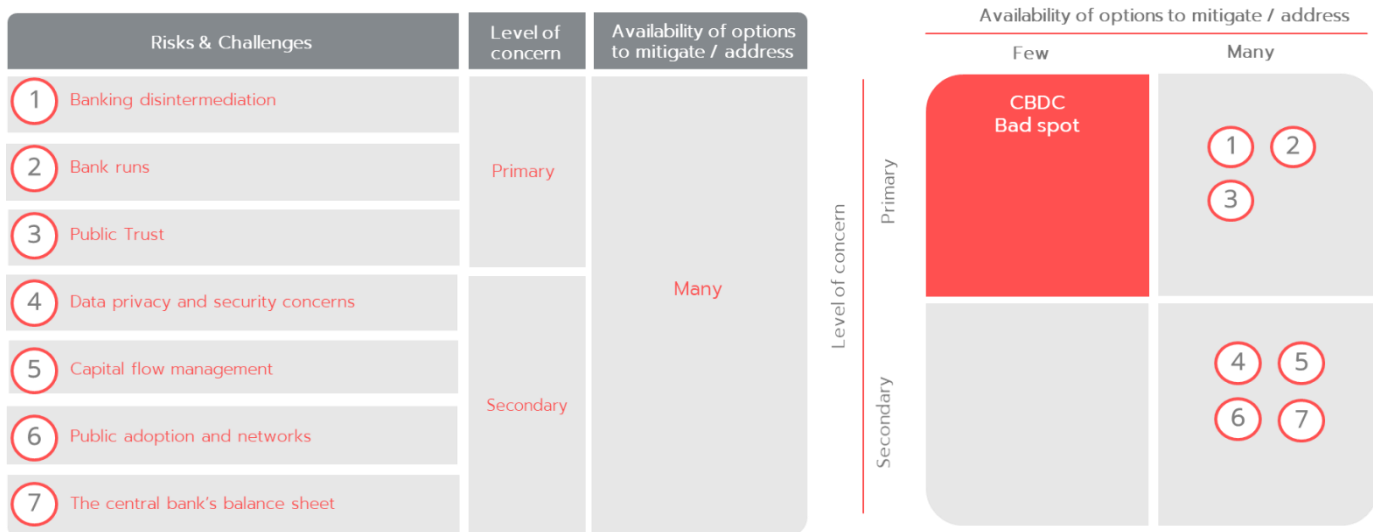 Risks & Challenges
Level of
concern
Availability of options
to mitigate / address
1 Banking disintermediation
2 Bank runs
3 Public Trust
4 Data privacy and security concerns
5 Capital flow management
6 Public adoption and networks
7 The central bank's balance sheet
Primary
Secondary
Many
Availability of options to mitigate / address
Few
Many
Level of concern
Primary
Secondary
CBDC
Bad spot
1 2
3
4 5
6 7